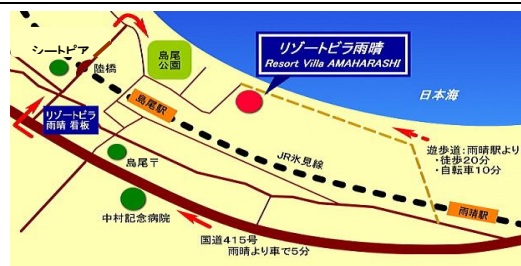 シートピア
陸橋
島尾
公園
リゾートビラ雨晴
Resort Villa AMAHARASHI
日本海
リゾートビラ
雨晴 看板
島尾駅
JR氷見線
遊歩道：雨晴駅より
・徒歩20分
・自転車10分
島尾〒
中村記念病院
雨晴駅
国道415号
雨晴より車で5分